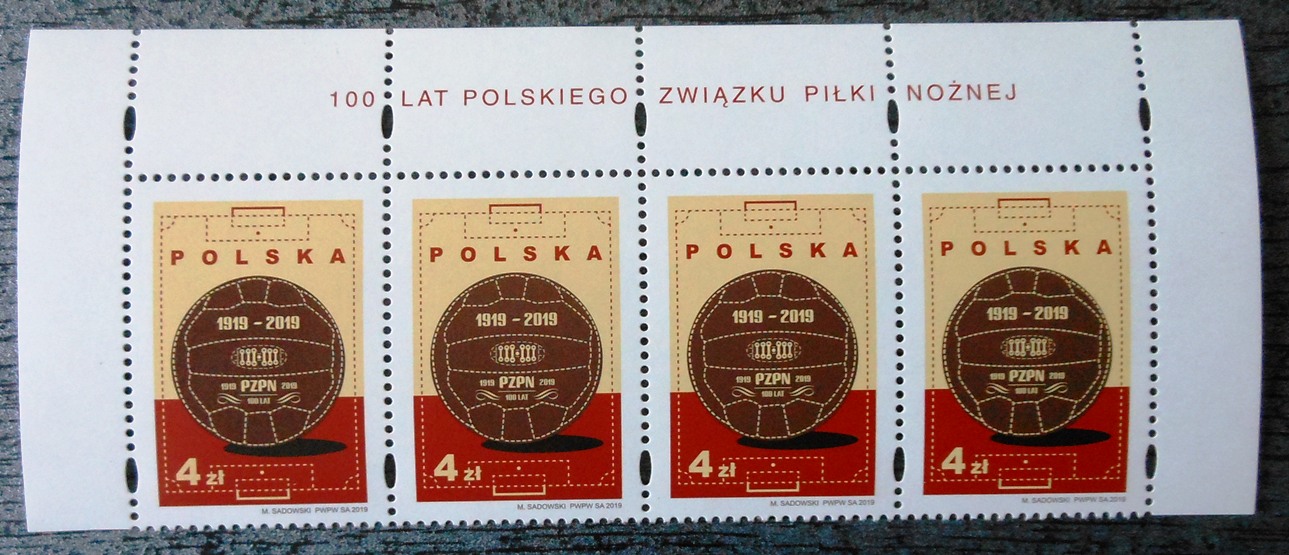 100 LAT POLSKIEGO ZWIĄZKU PIŁKI NOŻNEJ
POLSKA
1919 - 2019
1919 PZPN 2019
100 LAT
4 zł
M. SADOWSKI PWPW SA 2019
POLSKA
1919 - 2019
1919 PZPN 2019
100 LAT
4 zł
M. SADOWSKI PWPW SA 2019
POLSKA
1919 - 2019
1919 PZPN 2019
100 LAT
4 zł
M. SADOWSKI PWPW SA 2019
POLSKA
1919 - 2019
1919 PZPN 2019
100 LAT
4 zł
M. SADOWSKI PWPW SA 2019